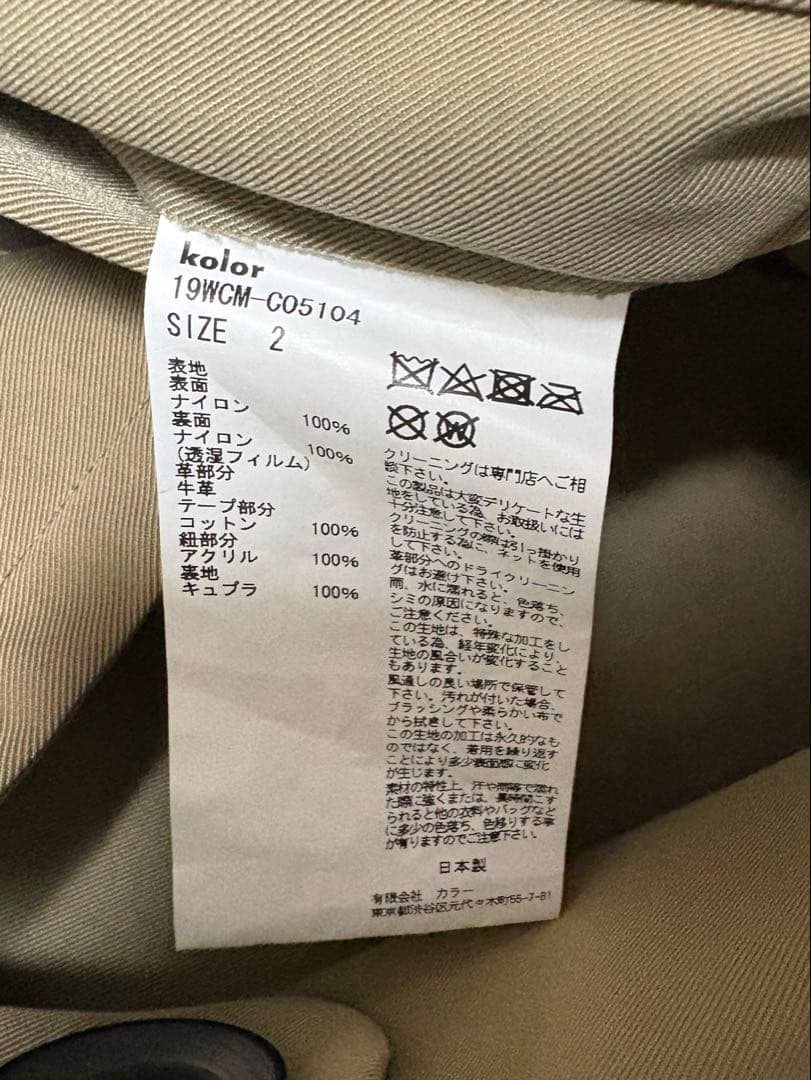 kolor
19WCM-C05104
SIZE 2
表地
表面
ナイロン 100%
裏面
ナイロン 100%
(透湿フィルム)
革部分
牛革
テープ部分
コットン 100%
紐部分
アクリル 100%
裏地
キュプラ 100%
W
クリーニングは専門店へご相
談下さい。
この製品は大変デリケートな生
地をしている為、お取扱いには
十分注意して下さい。
クリーニングの際は引っ掛かり
を防止する為に、ネットを使用
して下さい。
革部分へのドライクリーニン
グはお避け下さい。
雨、水に濡れると、色落ち、
シミの原因になりますので、
ご注意ください。
この生地は、特殊な加工をし
ている為、経年変化により
生地の風合いが変化すること
もあります。
風通しの良い場所で保管して
下さい。汚れが付いた場合、
ブラッシングや柔らかい布で
から拭きして下さい。
この生地の加工は永久的なも
のではなく、着用を繰り返す
ことにより多少表面感に変化
が生じます。
素材の特性上、汗や雨等で濡れ
た際に強くまたは、長時間こす
られると他の衣料やバッグなど
に多少の色落ち、色移りする事
が有りますのでご注意下さい。
日本製
有限会社 カラー
東京都渋谷区元代々木町55-7-B1